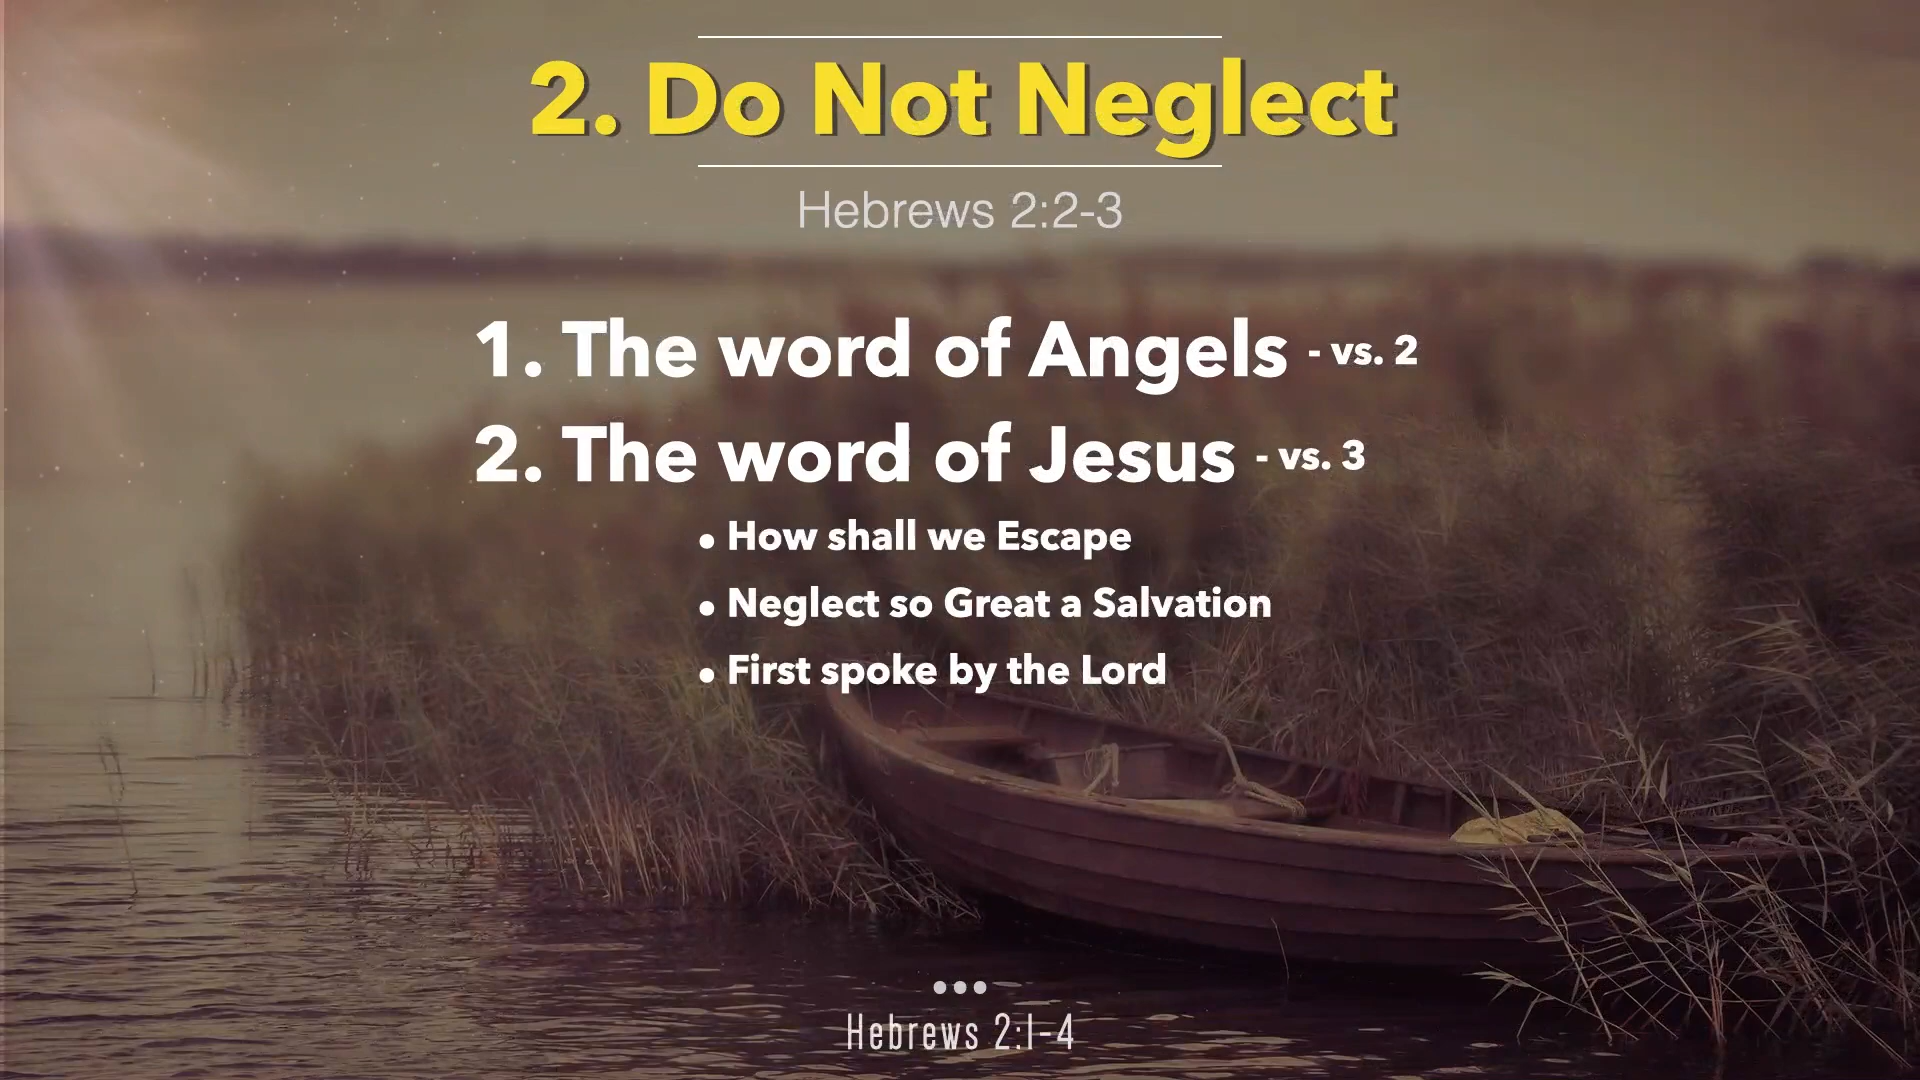 2. Do Not Neglect
Hebrews 2:2-3
1. The word of Angels - vs. 2
2. The word of Jesus - vs. 3
• How shall we Escape
• Neglect so Great a Salvation
• First spoke by the Lord
Hebrews 2:1-4